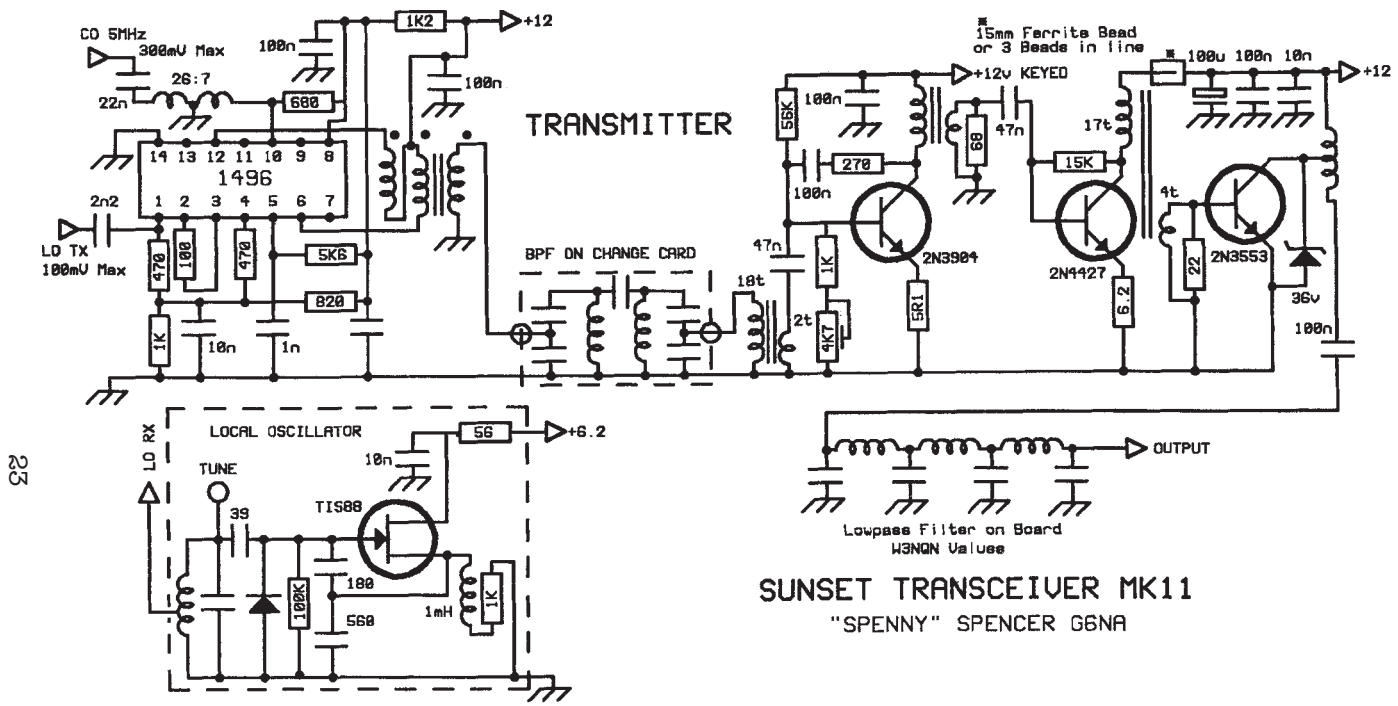 CO 5MHz
300mV Max
22n
26:7
680
100n
1K2
+12
100n
TRANSMITTER
14 13 12 11 10 9 8
1496
1 2 3 4 5 6 7
2n2
LO TX
100mV Max
470
100
470
5K6
820
1K
10n
1n
BPF ON CHANGE CARD
18t
2t
47n
56K
100n
100n
270
+12v KEYED
1K
4K7
2N3904
5R1
68
47n
*
15mm Ferrite Bead
or 3 Beads in line
*
100u 100n 10n
+12
17t
15K
2N4427
6.2
4t
22
2N3553
36v
100n
LO RX
LOCAL OSCILLATOR
TUNE
39
10n
56
+6.2
TIS88
100K
180
560
1mH
1K
OUTPUT
Lowpass Filter on Board
W3NQN Values
SUNSET TRANSCEIVER MK11
"SPENNY" SPENCER G6NA
23